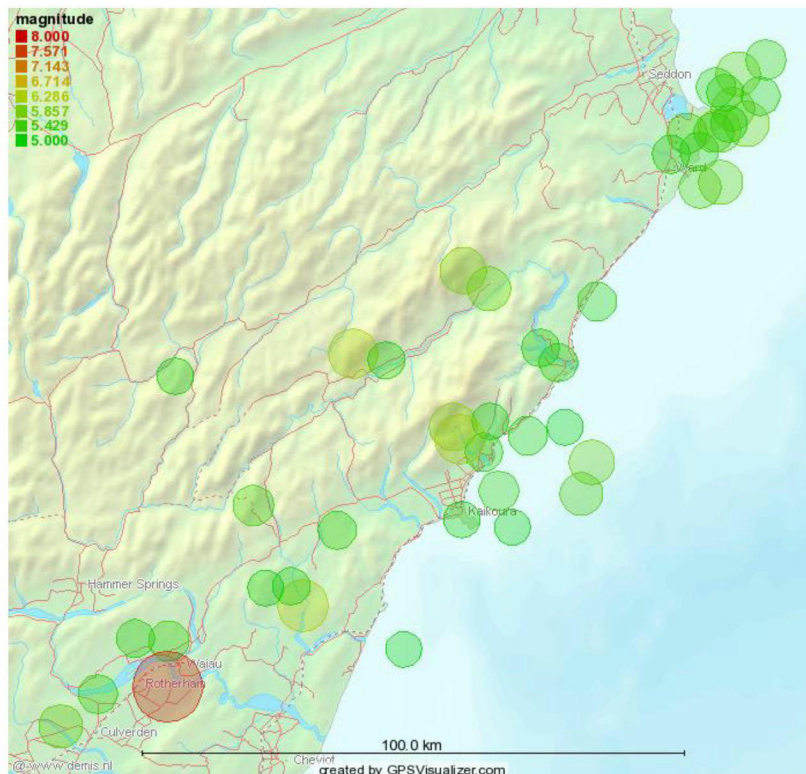 magnitude
8.000
7.571
7.143
6.714
6.286
5.857
5.429
5.000
Seddon
Ward
Kaikoura
Hammer Springs
Waiau
Rotherham
Culverden
Cheviot
100.0 km
@ www.demis.nl
created by GPSVisualizer.com